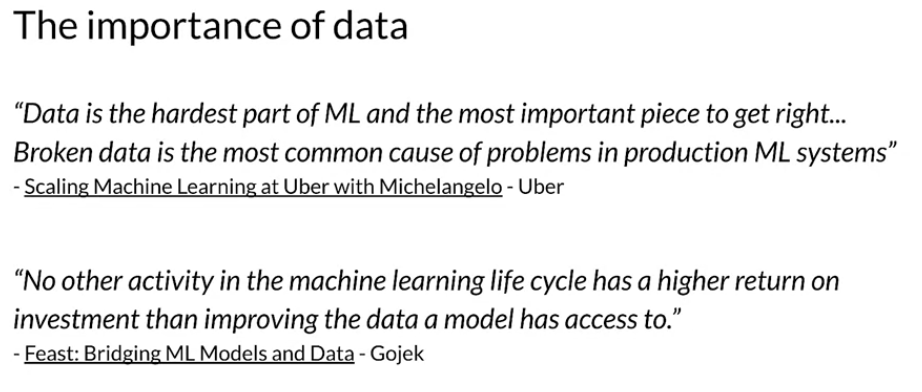 The importance of data
“Data is the hardest part of ML and the most important piece to get right...
Broken data is the most common cause of problems in production ML systems”
- Scaling Machine Learning at Uber with Michelangelo - Uber
“No other activity in the machine learning life cycle has a higher return on
investment than improving the data a model has access to.”
- Feast: Bridging ML Models and Data - Gojek